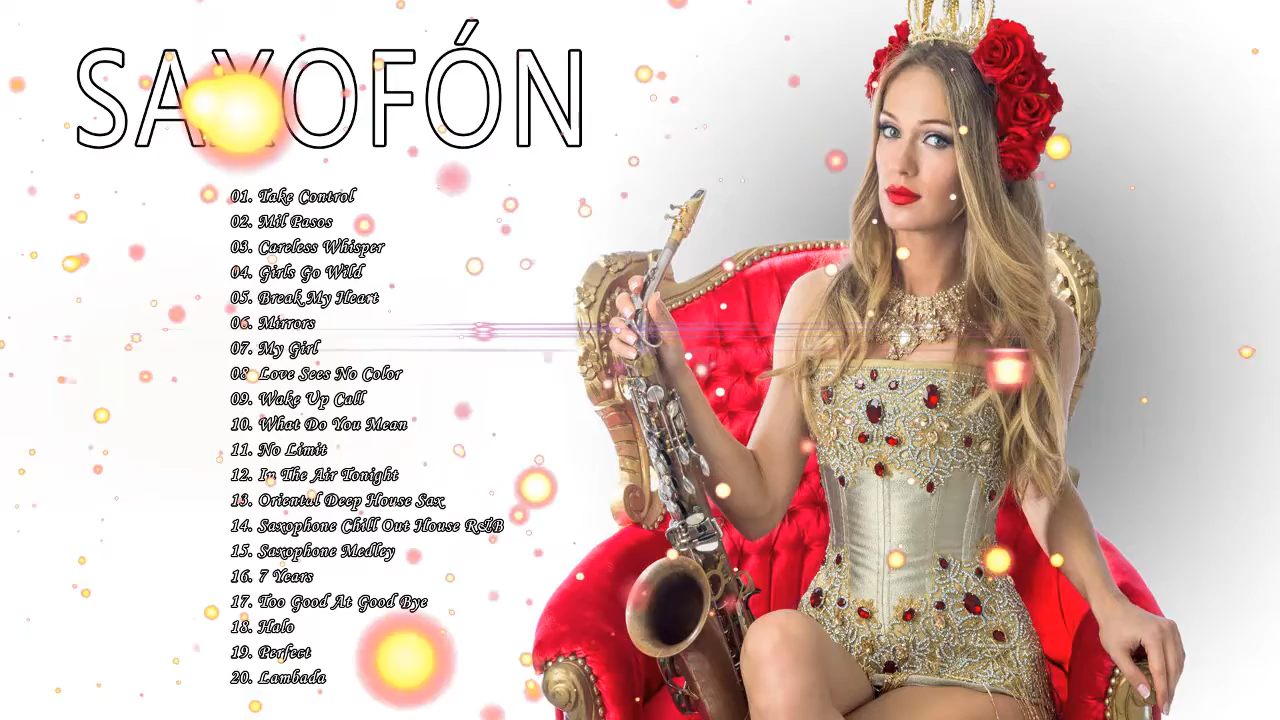 SAXOFÓN
01. Take Control
02. Mil Pasos
03. Careless Whisper
04. Girls Go Wild
05. Break My Heart
06. Mirrors
07. My Girl
08. Love Sees No Color
09. Wake Up Call
10. What Do You Mean
11. No Limit
12. In The Air Tonight
13. Oriental Deep House Sax
14. Saxophone Chill Out House R&B
15. Saxophone Medley
16. 7 Years
17. Too Good At Good Bye
18. Halo
19. Perfect
20. Lambada